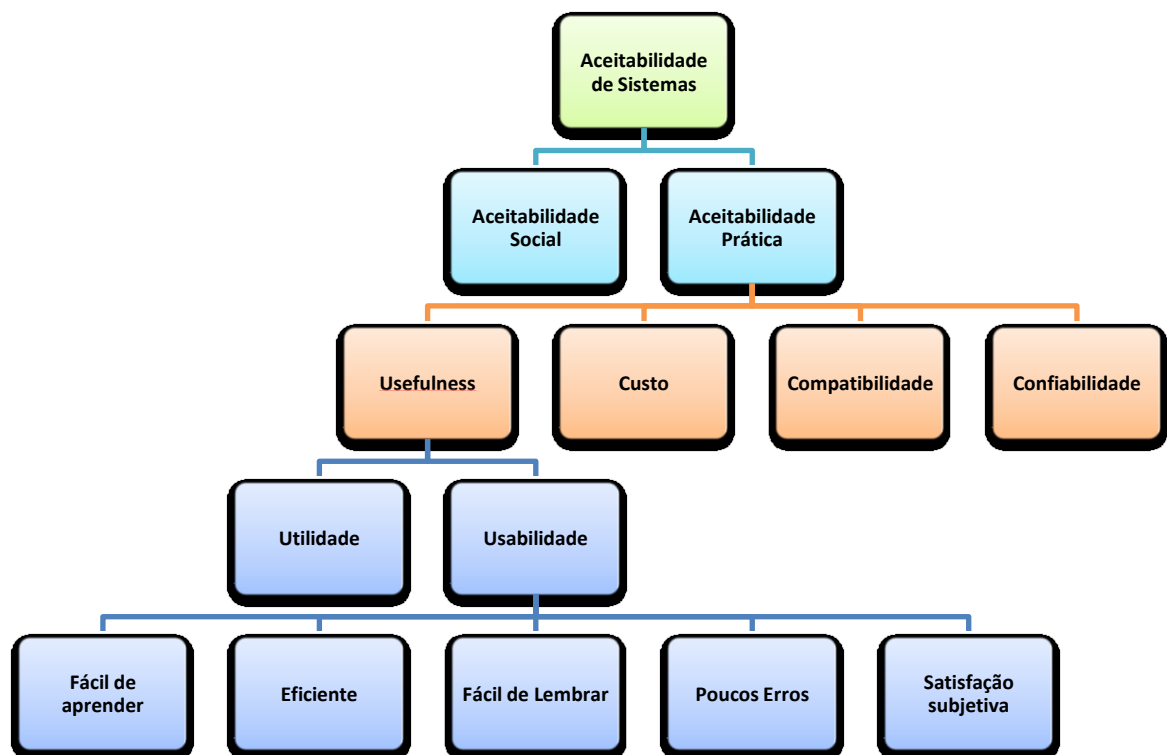 Aceitabilidade
de Sistemas
Aceitabilidade
Social
Aceitabilidade
Prática
Usefulness
Custo
Compatibilidade
Confiabilidade
Utilidade
Usabilidade
Fácil de
aprender
Eficiente
Fácil de Lembrar
Poucos Erros
Satisfação
subjetiva